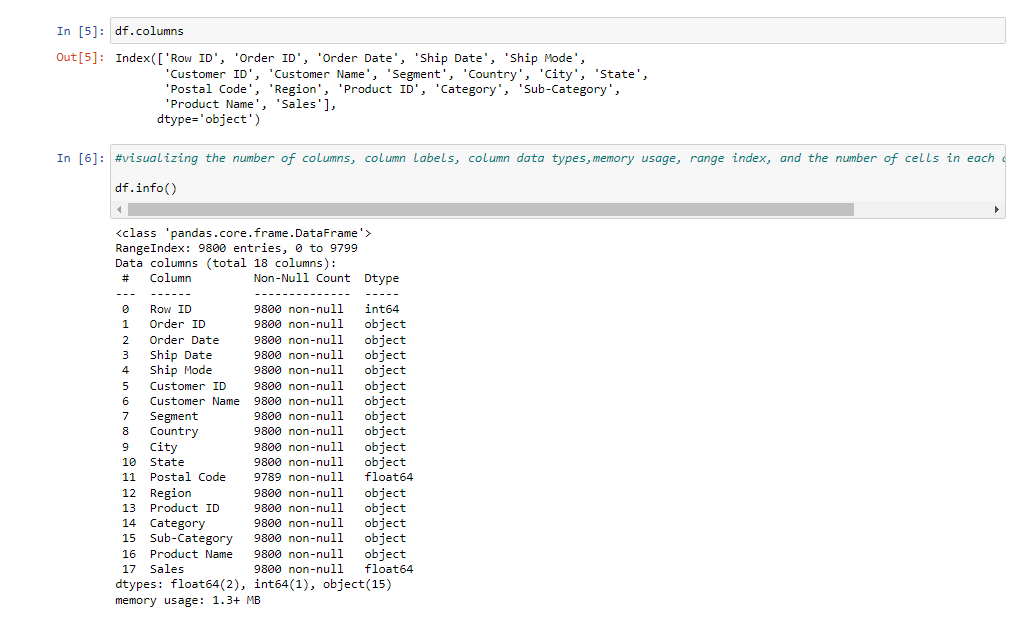 In [5]: df.columns
Out[5]: Index(['Row ID', 'Order ID', 'Order Date', 'Ship Date', 'Ship Mode',
'Customer ID', 'Customer Name', 'Segment', 'Country', 'City', 'State',
'Postal Code', 'Region', 'Product ID', 'Category', 'Sub-Category',
'Product Name', 'Sales'],
dtype='object')
In [6]: #visualizing the number of columns, column labels, column data types,memory usage, range index, and the number of cells in each
df.info()
<class 'pandas.core.frame.DataFrame'>
RangeIndex: 9800 entries, 0 to 9799
Data columns (total 18 columns):
# Column Non-Null Count Dtype
--- ------ -------------- -----
0 Row ID 9800 non-null int64
1 Order ID 9800 non-null object
2 Order Date 9800 non-null object
3 Ship Date 9800 non-null object
4 Ship Mode 9800 non-null object
5 Customer ID 9800 non-null object
6 Customer Name 9800 non-null object
7 Segment 9800 non-null object
8 Country 9800 non-null object
9 City 9800 non-null object
10 State 9800 non-null object
11 Postal Code 9789 non-null float64
12 Region 9800 non-null object
13 Product ID 9800 non-null object
14 Category 9800 non-null object
15 Sub-Category 9800 non-null object
16 Product Name 9800 non-null object
17 Sales 9800 non-null float64
dtypes: float64(2), int64(1), object(15)
memory usage: 1.3+ MB